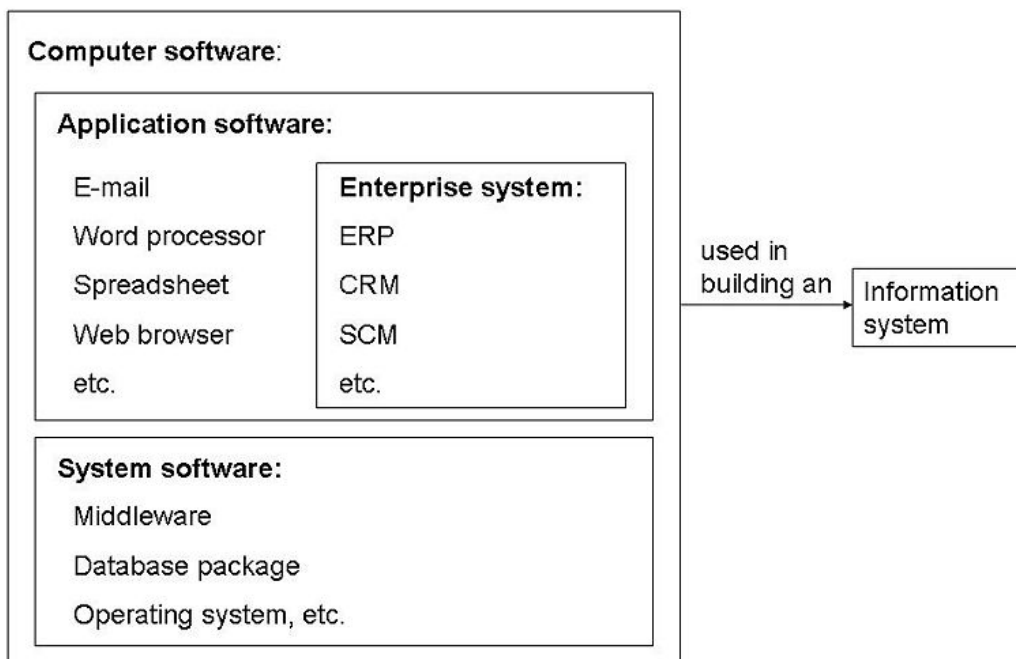 Computer software:
Application software:
E-mail
Word processor
Spreadsheet
Web browser
etc.
Enterprise system:
ERP
CRM
SCM
etc.
System software:
Middleware
Database package
Operating system, etc.
used in
building an
Information
system